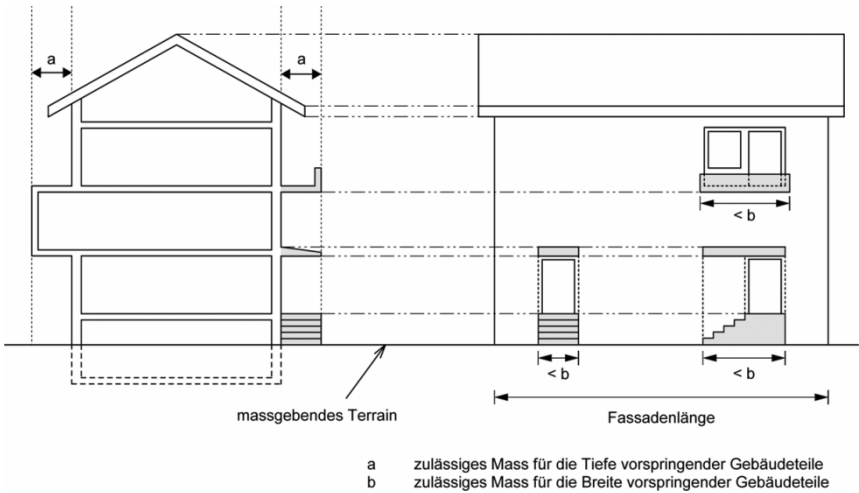 a
a
< b
< b
< b
massgebendes Terrain
Fassadenlänge
a zulässiges Mass für die Tiefe vorspringender Gebäudeteile
b zulässiges Mass für die Breite vorspringender Gebäudeteile